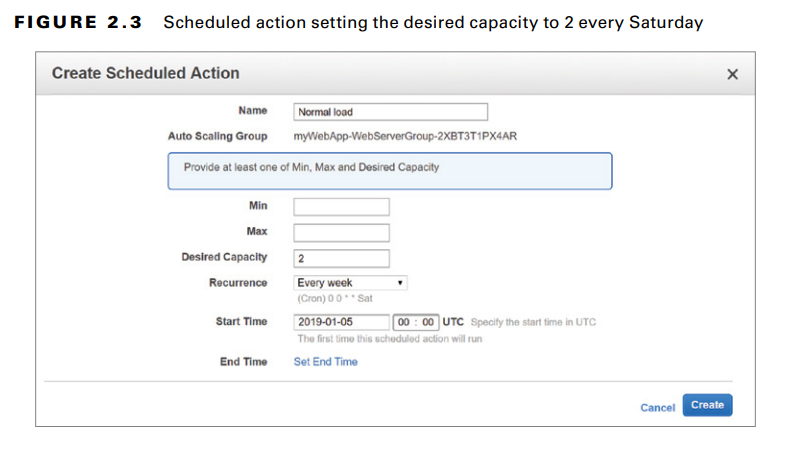 FIGURE 2.3 Scheduled action setting the desired capacity to 2 every Saturday
Create Scheduled Action ×
Name Normal load
Auto Scaling Group myWebApp-WebServerGroup-2XBT3T1PX4AR
Provide at least one of Min, Max and Desired Capacity
Min
Max
Desired Capacity 2
Recurrence Every week
(Cron) 0 0 * * Sat
Start Time 2019-01-05 00 : 00 UTC Specify the start time in UTC
The first time this scheduled action will run
End Time Set End Time
Cancel Create